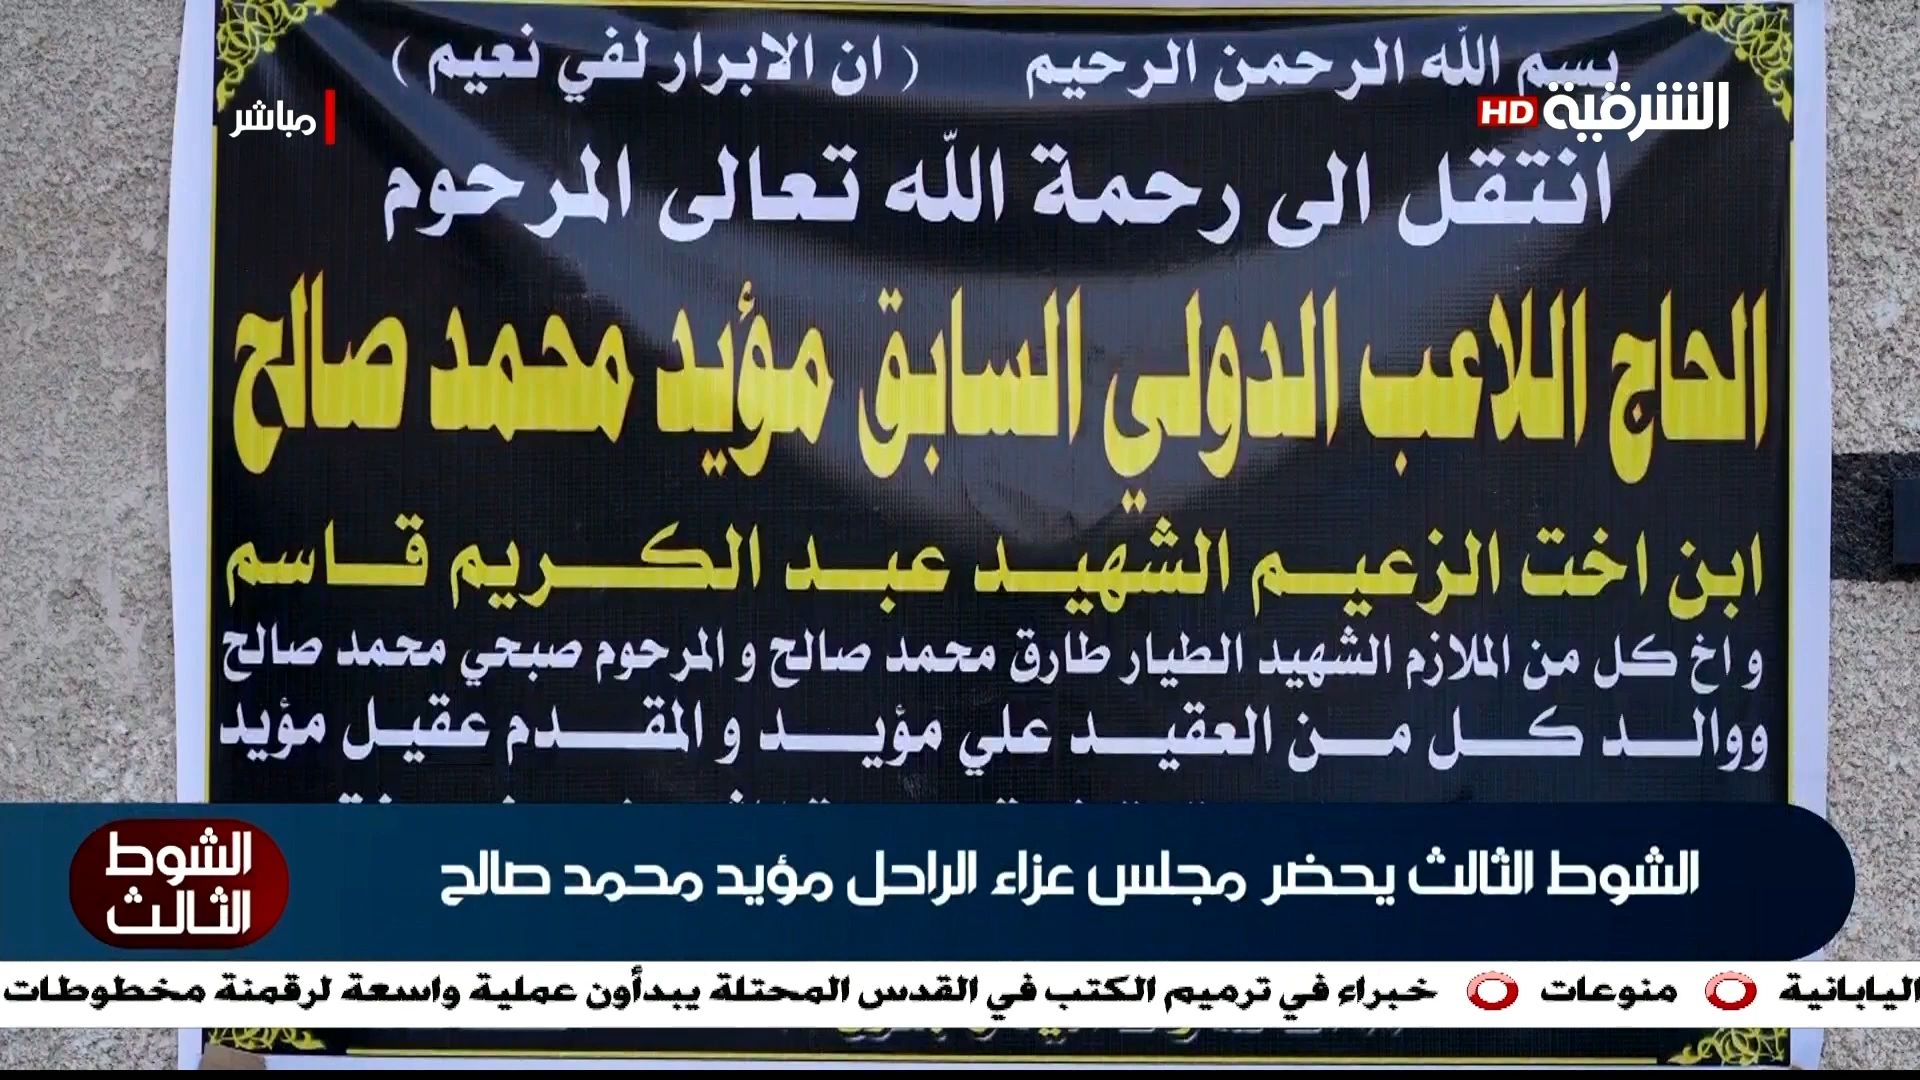 بسم الله الرحمن الرحيم ( ان الابرار لفي نعيم )
الشرقية HD
مباشر
انتقل الى رحمة الله تعالى المرحوم
الحاج اللاعب الدولي السابق مؤيد محمد صالح
ابن اخت الزعيم الشهيد عبد الكريم قاسم
و اخ كل من الملازم الشهيد الطيار طارق محمد صالح و المرحوم صبحي محمد صالح
ووالد كل من العقيد علي مؤيد و المقدم عقيل مؤيد
الشوط الثالث يحضر مجلس عزاء الراحل مؤيد محمد صالح
الشوط
الثالث
اليابانية منوعات خبراء في ترميم الكتب في القدس المحتلة يبدأون عملية واسعة لرقمنة مخطوطات